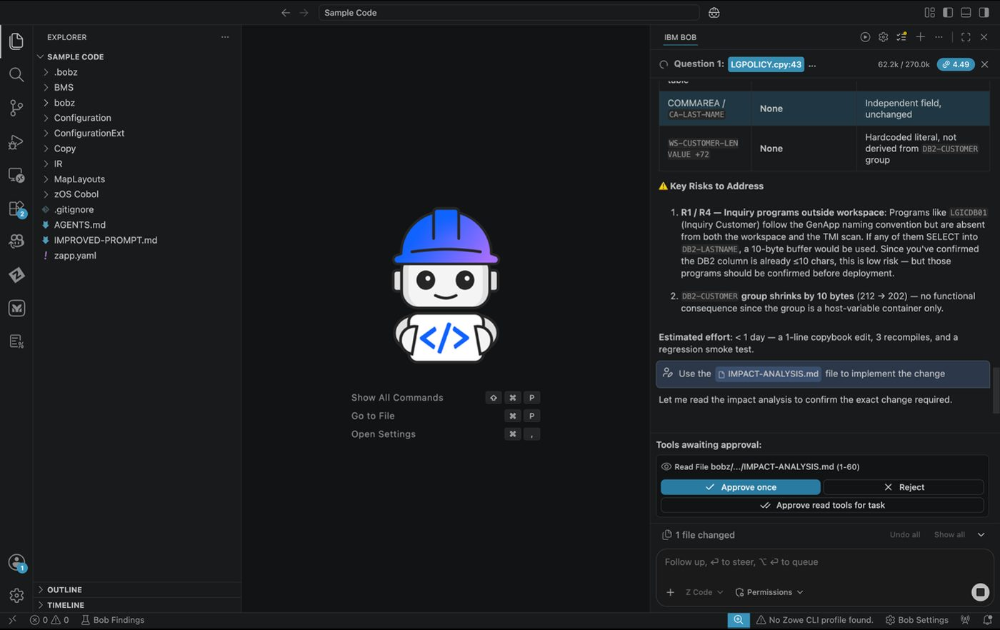 Sample Code
EXPLORER
SAMPLE CODE
.bobz
BMS
bobz
Configuration
ConfigurationExt
Copy
IR
MapLayouts
zOS Cobol
.gitignore
AGENTS.md
IMPROVED-PROMPT.md
! zapp.yaml
2
1
OUTLINE
TIMELINE
</>
Show All Commands ⇧ ⌘ P
Go to File ⌘ P
Open Settings ⌘ ,
IBM BOB
Question 1: LGPOLICY.cpy:43 ... 62.2k / 270.0k 4.49
table
COMMAREA /
CA-LAST-NAME
None
Independent field,
unchanged
WS-CUSTOMER-LEN
VALUE +72
None
Hardcoded literal, not
derived from DB2-CUSTOMER
group
⚠ Key Risks to Address
1. R1 / R4 — Inquiry programs outside workspace: Programs like LGICDB01
(Inquiry Customer) follow the GenApp naming convention but are absent
from both the workspace and the TMI scan. If any of them SELECT into
DB2-LASTNAME, a 10-byte buffer would be used. Since you've confirmed
the DB2 column is already ≤10 chars, this is low risk — but those
programs should be confirmed before deployment.
2. DB2-CUSTOMER group shrinks by 10 bytes (212 → 202) — no functional
consequence since the group is a host-variable container only.
Estimated effort: < 1 day — a 1-line copybook edit, 3 recompiles, and a
regression smoke test.
Use the IMPACT-ANALYSIS.md file to implement the change
Let me read the impact analysis to confirm the exact change required.
Tools awaiting approval:
Read File bobz/.../IMPACT-ANALYSIS.md (1-60)
Approve once
Reject
Approve read tools for task
1 file changed Undo all Show all
Follow up, ⏎ to steer, ⌥ ⏎ to queue
+ Z Code Permissions
0 0 Bob Findings
No Zowe CLI profile found. Bob Settings